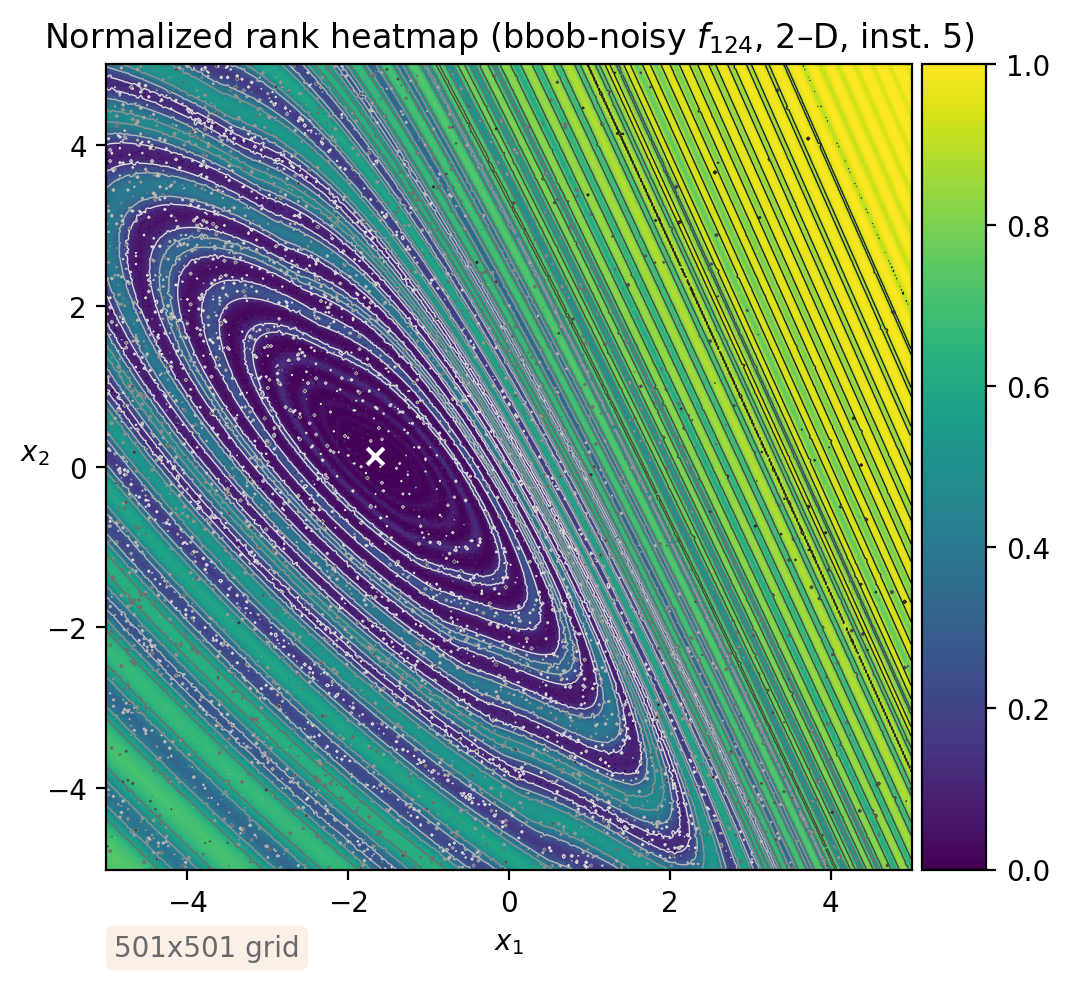 Normalized rank heatmap (bbob-noisy f₁₂₄, 2–D, inst. 5)
1.0
4
0.8
2
0.6
x₂ 0
0.4
−2
0.2
−4
0.0
−4 −2 0 2 4
x₁
501x501 grid